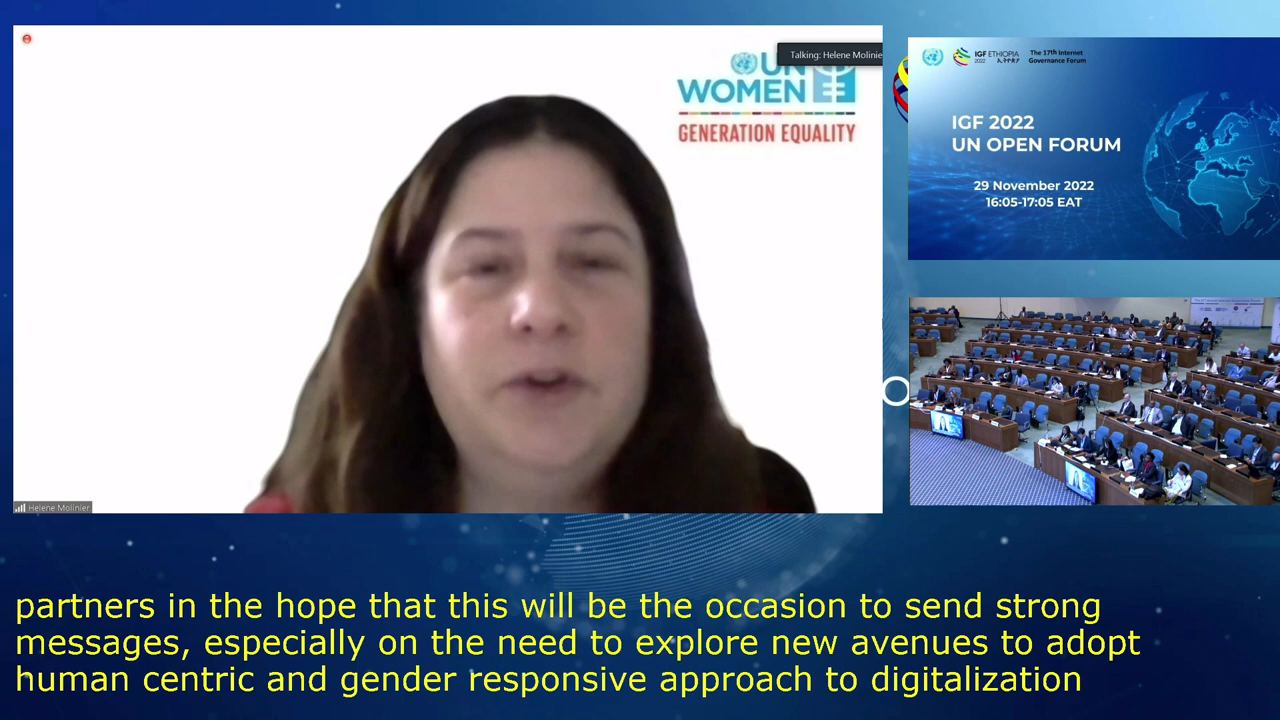 Talking: Helene Molinie
UN
WOMEN
GENERATION EQUALITY
Helene Molinier
IGF ETHIOPIA
2022 ኢትዮጵያ
The 17th Internet
Governance Forum
IGF 2022
UN OPEN FORUM
29 November 2022
16:05-17:05 EAT
O
partners in the hope that this will be the occasion to send strong
messages, especially on the need to explore new avenues to adopt
human centric and gender responsive approach to digitalization